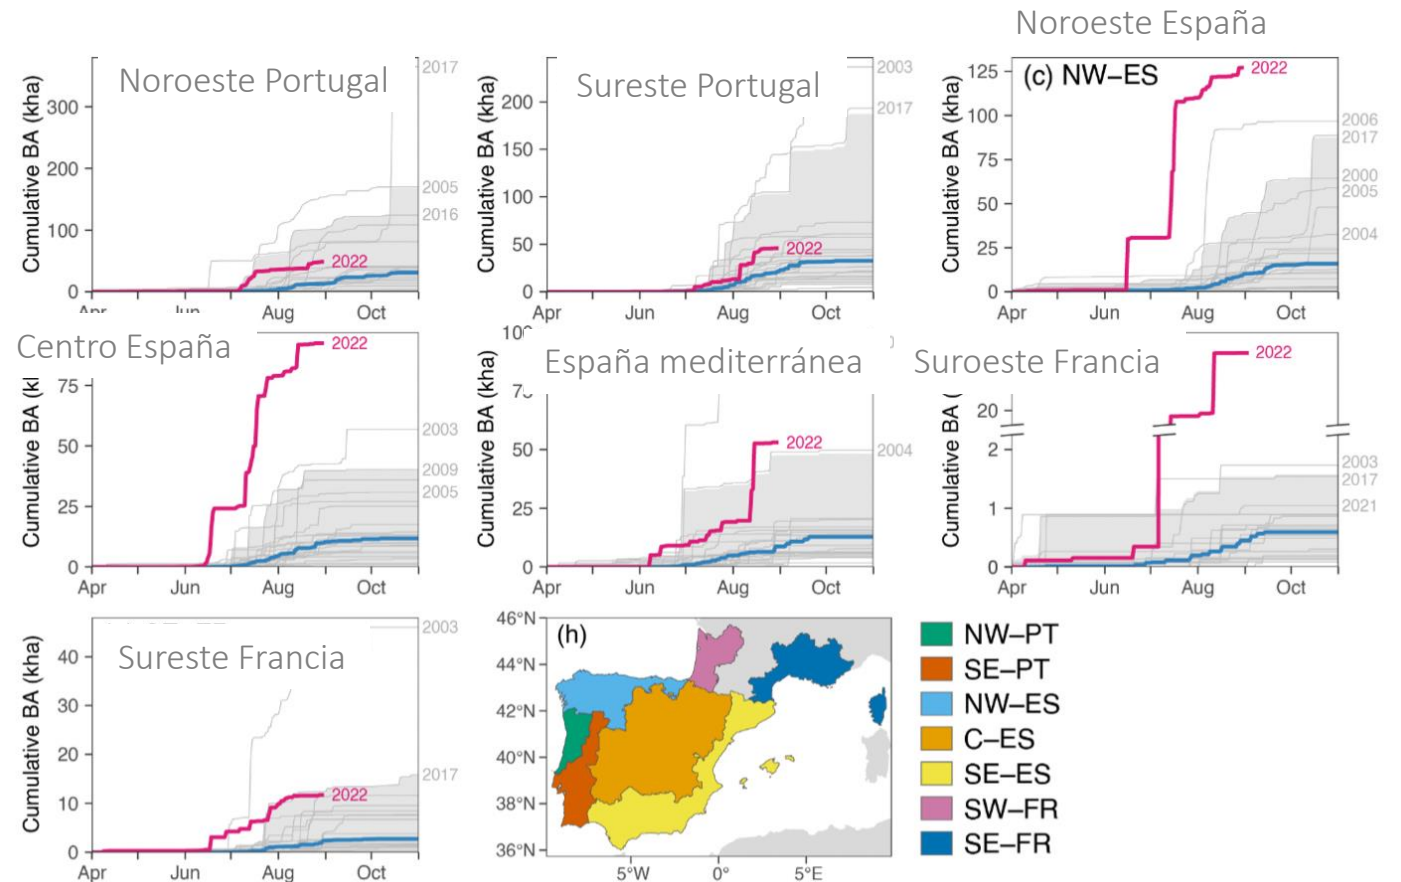 Noroeste España
Noroeste Portugal
Cumulative BA (kha)
300
200
100
0
Apr
Jun
Aug
Oct
2017
2005
2016
2022
Sureste Portugal
Cumulative BA (kha)
200
150
100
50
0
Apr
Jun
Aug
Oct
2003
2017
2022
(c) NW–ES
Cumulative BA (kha)
125
100
75
50
25
0
Apr
Jun
Aug
Oct
2022
2006
2017
2000
2005
2004
Centro España
Cumulative BA (k
75
50
25
0
Apr
Jun
Aug
Oct
2022
2003
2009
2005
España mediterránea
Cumulative BA (kha)
50
25
0
Apr
Jun
Aug
Oct
2022
2004
Suroeste Francia
Cumulative BA (
20
2
1
0
Apr
Jun
Aug
Oct
2022
2003
2017
2021
Sureste Francia
Cumulative BA (kha)
40
30
20
10
0
Apr
Jun
Aug
Oct
2003
2017
2022
(h)
46°N
44°N
42°N
40°N
38°N
36°N
5°W
0°
5°E
NW–PT
SE–PT
NW–ES
C–ES
SE–ES
SW–FR
SE–FR